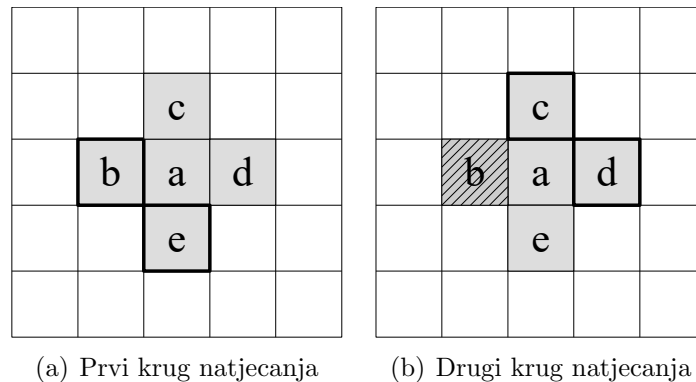 c
b a d
e
(a) Prvi krug natjecanja
c
b a d
e
(b) Drugi krug natjecanja